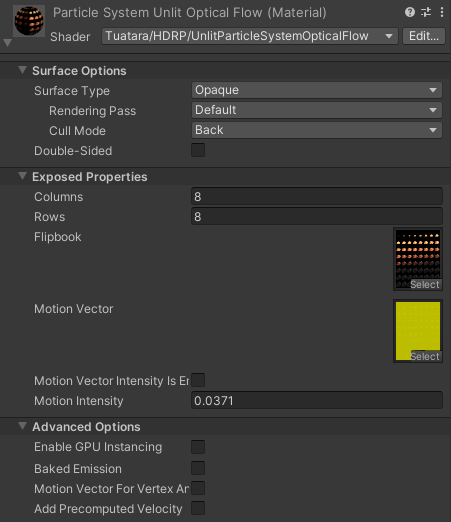 Particle System Unlit Optical Flow (Material)
Shader Tuatara/HDRP/UnlitParticleSystemOpticalFlow Edit...
Surface Options
Surface Type Opaque
Rendering Pass Default
Cull Mode Back
Double-Sided
Exposed Properties
Columns 8
Rows 8
Flipbook
Select
Motion Vector
Select
Motion Vector Intensity Is Er
Motion Intensity 0.0371
Advanced Options
Enable GPU Instancing
Baked Emission
Motion Vector For Vertex An
Add Precomputed Velocity